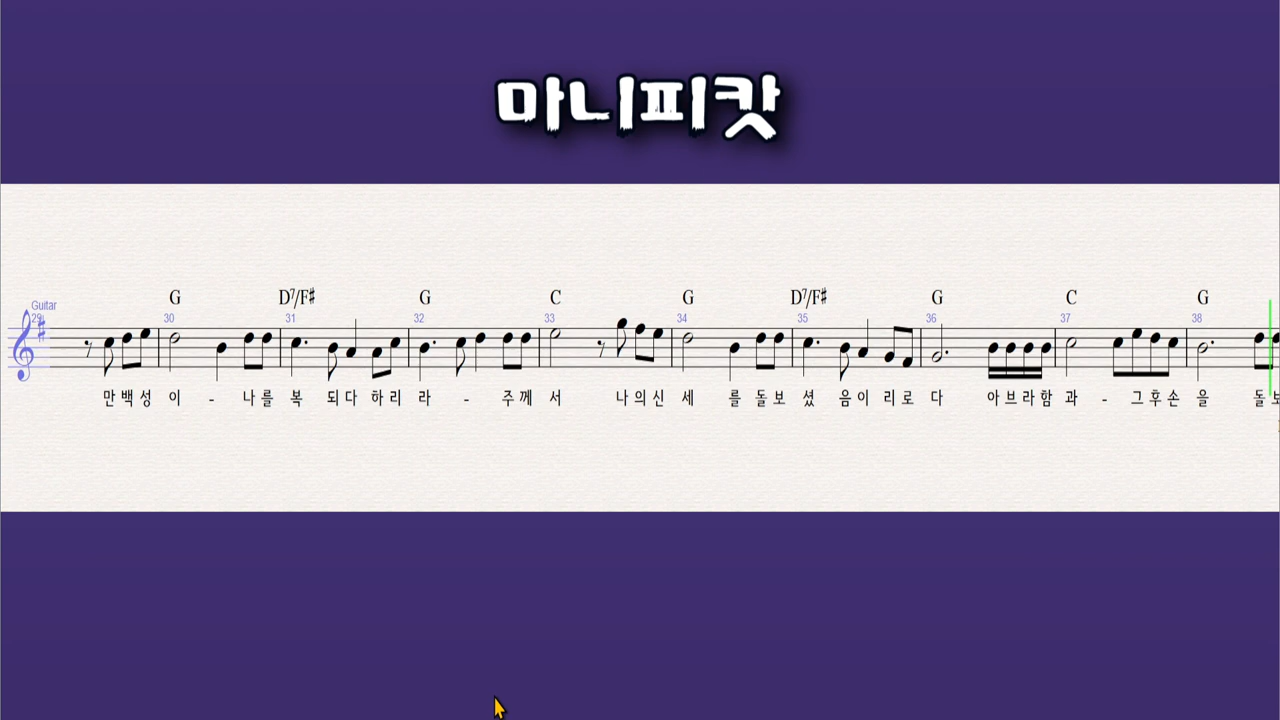 마니피캇
G D7/F# G C G D7/F# G C G
Guitar
29 30 31 32 33 34 35 36 37 38
만백성 이 - 나를 복 되다 하리 라 - 주께 서 나의신 세 를 돌보 셨 음이 리로 다 아브라함 과 - 그후손 을 돌